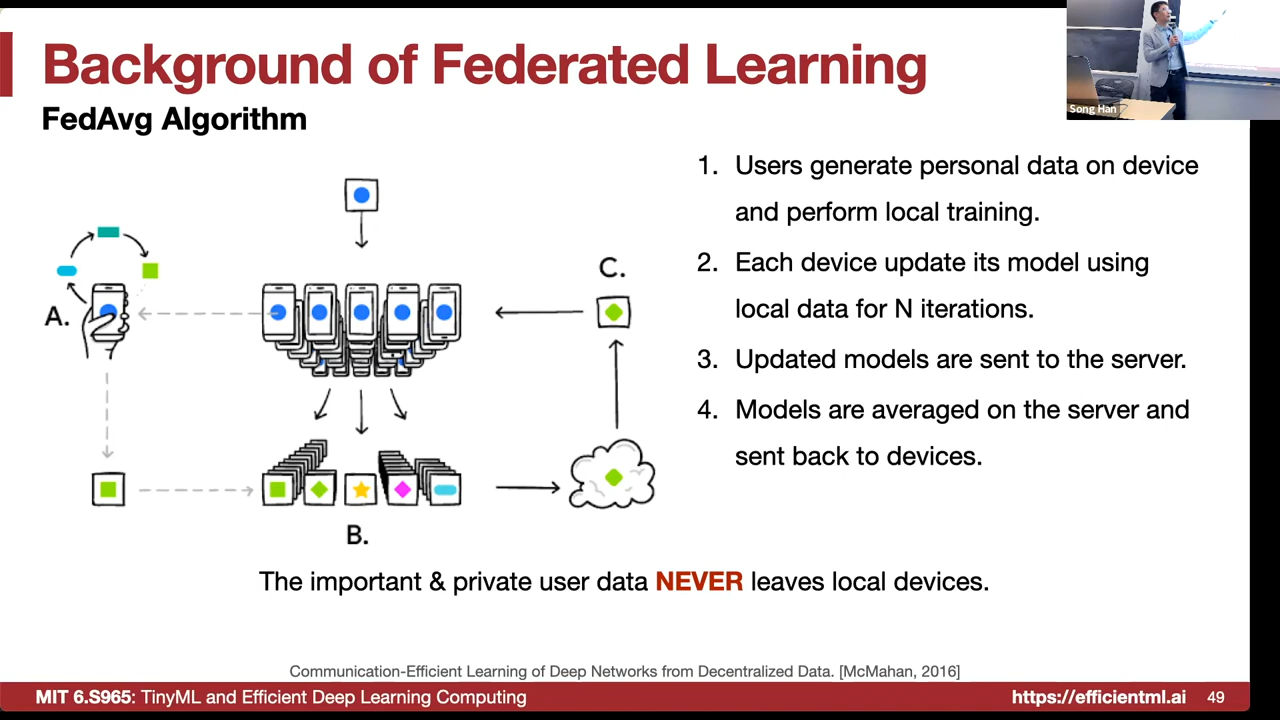 Background of Federated Learning
FedAvg Algorithm
Song Han
A.
B.
C.
1. Users generate personal data on device
and perform local training.
2. Each device update its model using
local data for N iterations.
3. Updated models are sent to the server.
4. Models are averaged on the server and
sent back to devices.
The important & private user data NEVER leaves local devices.
Communication-Efficient Learning of Deep Networks from Decentralized Data. [McMahan, 2016]
MIT 6.S965: TinyML and Efficient Deep Learning Computing
https://efficientml.ai
49